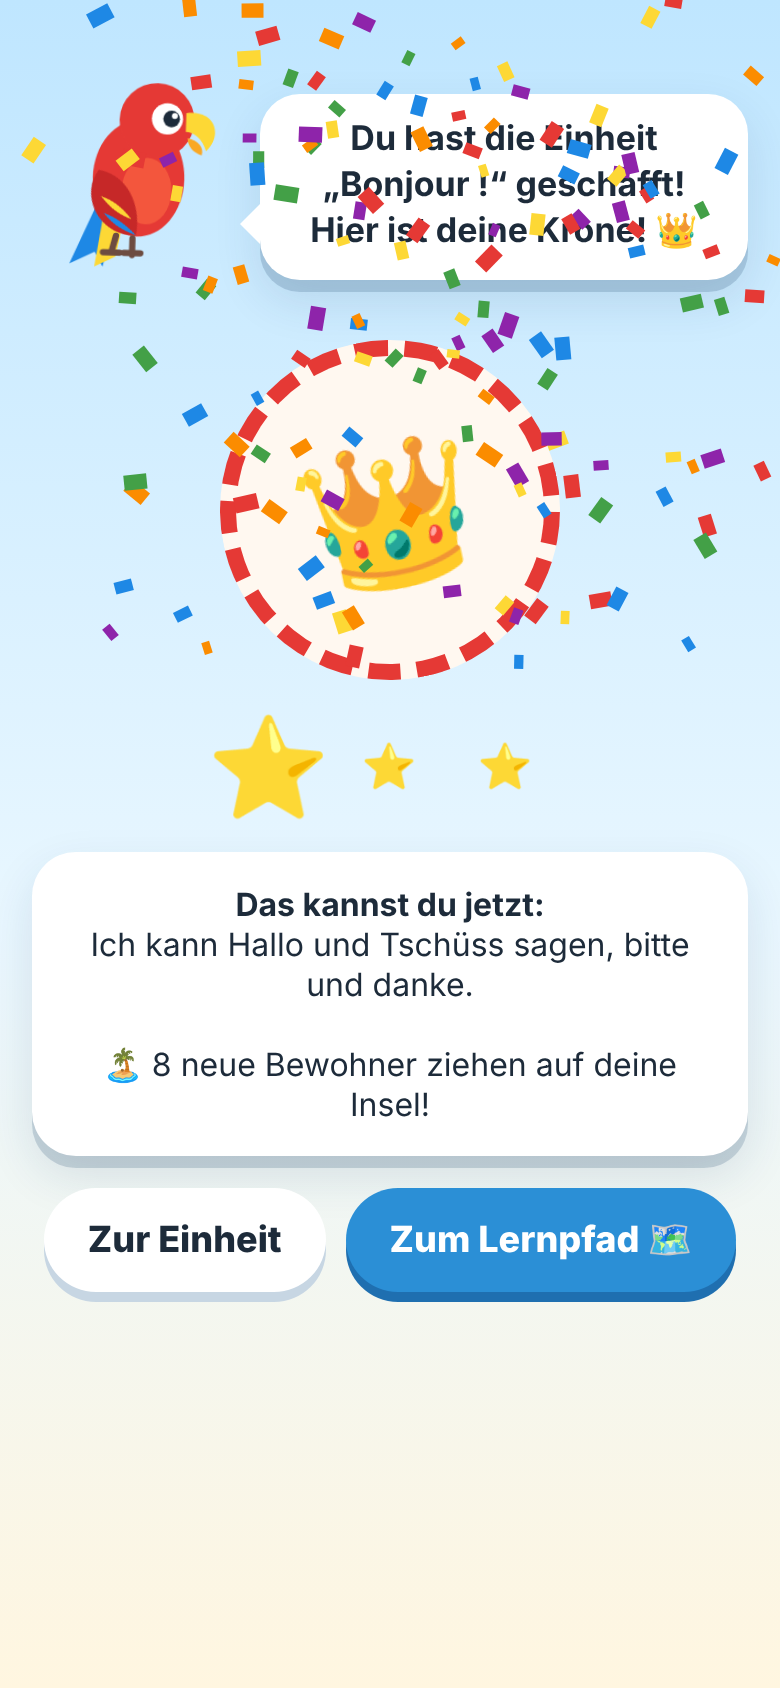 Du hast die Einheit
„Bonjour !“ geschafft!
Hier ist deine Krone! 👑
Das kannst du jetzt:
Ich kann Hallo und Tschüss sagen, bitte
und danke.
🏝️ 8 neue Bewohner ziehen auf deine
Insel!
Zur Einheit
Zum Lernpfad 🗺️